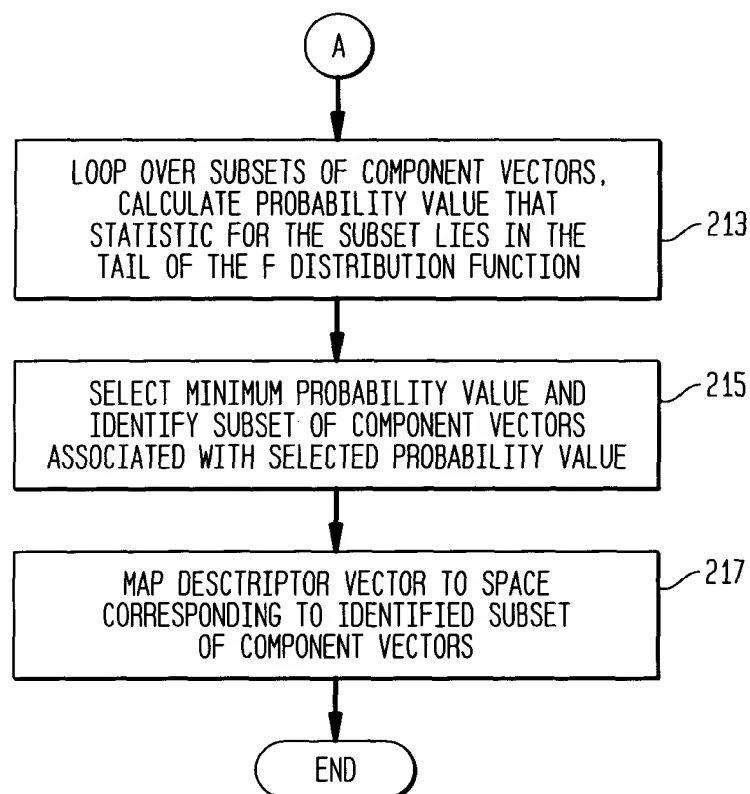 A
LOOP OVER SUBSETS OF COMPONENT VECTORS,
CALCULATE PROBABILITY VALUE THAT
STATISTIC FOR THE SUBSET LIES IN THE
TAIL OF THE F DISTRIBUTION FUNCTION
213
SELECT MINIMUM PROBABILITY VALUE AND
IDENTIFY SUBSET OF COMPONENT VECTORS
ASSOCIATED WITH SELECTED PROBABILITY VALUE
215
MAP DESCTRIPTOR VECTOR TO SPACE
CORRESPONDING TO IDENTIFIED SUBSET
OF COMPONENT VECTORS
217
END